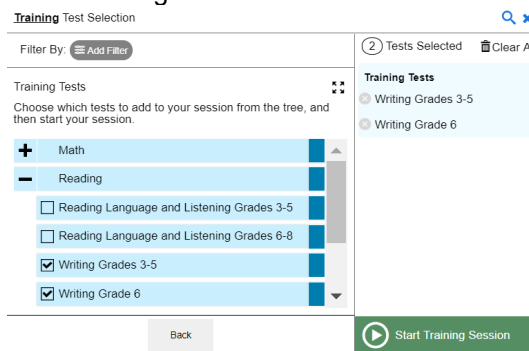 Training Test Selection
Filter By: Add Filter
Training Tests
Choose which tests to add to your session from the tree, and
then start your session.
Math
Reading
Reading Language and Listening Grades 3-5
Reading Language and Listening Grades 6-8
Writing Grades 3-5
Writing Grade 6
Back
2 Tests Selected
Clear A
Training Tests
Writing Grades 3-5
Writing Grade 6
Start Training Session